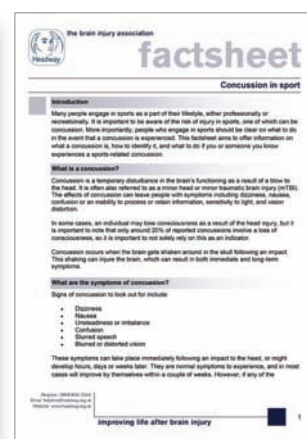 the brain injury association
Headway
factsheet
Concussion in sport
Introduction
Many people engage in sports as a part of their lifestyle, either professionally or
recreationally. It is important to be aware of the risk of injury in sports, one of which can be
concussion. More importantly, people who engage in sports should be clear on what to do
in the event that a concussion is experienced. This factsheet aims to offer information on
what a concussion is, how to identify it, and what to do if you or someone you know
experiences a sports-related concussion.
What is a concussion?
Concussion is a temporary disturbance in the brain's functioning as a result of a blow to
the head. It is often also referred to as a minor head or minor traumatic brain injury (mTBI).
The effects of concussion can leave people with symptoms including dizziness, nausea,
confusion or an inability to process or retain information, sensitivity to light, and vision
distortion.
In some cases, an individual may lose consciousness as a result of the head injury, but it
is important to note that only around 20% of reported concussions involve a loss of
consciousness, so it is important to not solely rely on this as an indicator.
Concussion occurs when the brain gets shaken around in the skull following an impact.
This shaking can injure the brain, which can result in both immediate and long-term
symptoms.
What are the symptoms of concussion?
Signs of concussion to look out for include:
• Dizziness
• Nausea
• Unsteadiness or imbalance
• Confusion
• Slurred speech
• Blurred or distorted vision
These symptoms can take place immediately following an impact to the head, or might
develop hours, days or weeks later. They are normal symptoms to experience, and in most
cases will improve by themselves within a couple of weeks. However, if any of the
Helpline: 0808 800 2244
Email: helpline@headway.org.uk
Website: www.headway.org.uk
improving life after brain injury
1